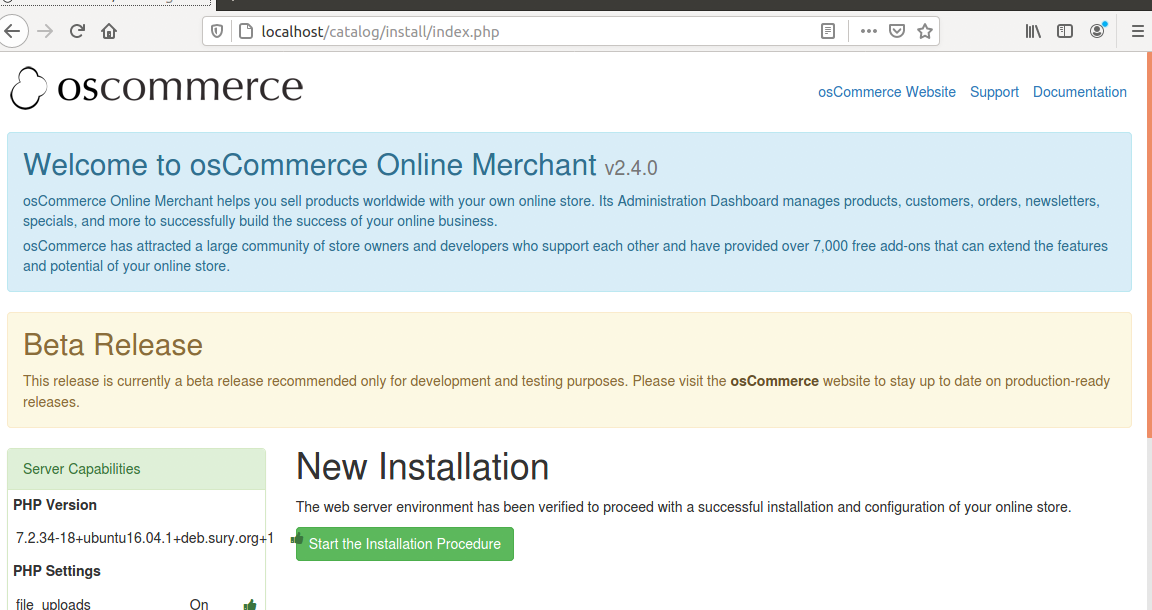 localhost/catalog/install/index.php
oscommerce
osCommerce Website Support Documentation
Welcome to osCommerce Online Merchant v2.4.0
osCommerce Online Merchant helps you sell products worldwide with your own online store. Its Administration Dashboard manages products, customers, orders, newsletters,
specials, and more to successfully build the success of your online business.
osCommerce has attracted a large community of store owners and developers who support each other and have provided over 7,000 free add-ons that can extend the features
and potential of your online store.
Beta Release
This release is currently a beta release recommended only for development and testing purposes. Please visit the osCommerce website to stay up to date on production-ready
releases.
Server Capabilities
PHP Version
7.2.34-18+ubuntu16.04.1+deb.sury.org+1
PHP Settings
file_uploads On
New Installation
The web server environment has been verified to proceed with a successful installation and configuration of your online store.
Start the Installation Procedure